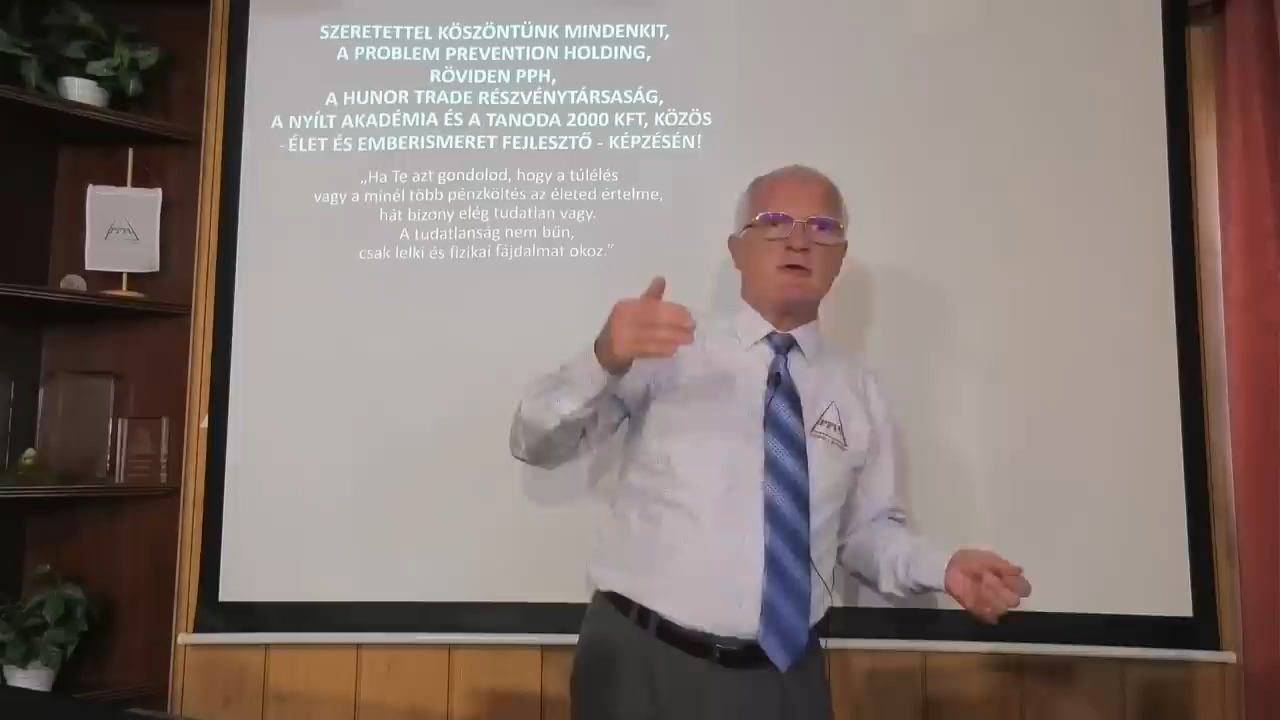 SZERETETTEL KÖSZÖNTÜNK MINDENKIT,
A PROBLEM PREVENTION HOLDING,
RÖVIDEN PPH,
A HUNOR TRADE RÉSZVÉNYTÁRSASÁG,
A NYÍLT AKADÉMIA ÉS A TANODA 2000 KFT, KÖZÖS
- ÉLET ÉS EMBERISMERET FEJLESZTŐ - KÉPZÉSÉN!
„Ha Te azt gondolod, hogy a túlélés
vagy a minél több pénzköltés az életed értelme,
hát bizony elég tudatlan vagy.
A tudatlanság nem bűn,
csak lelki és fizikai fájdalmat okoz.”